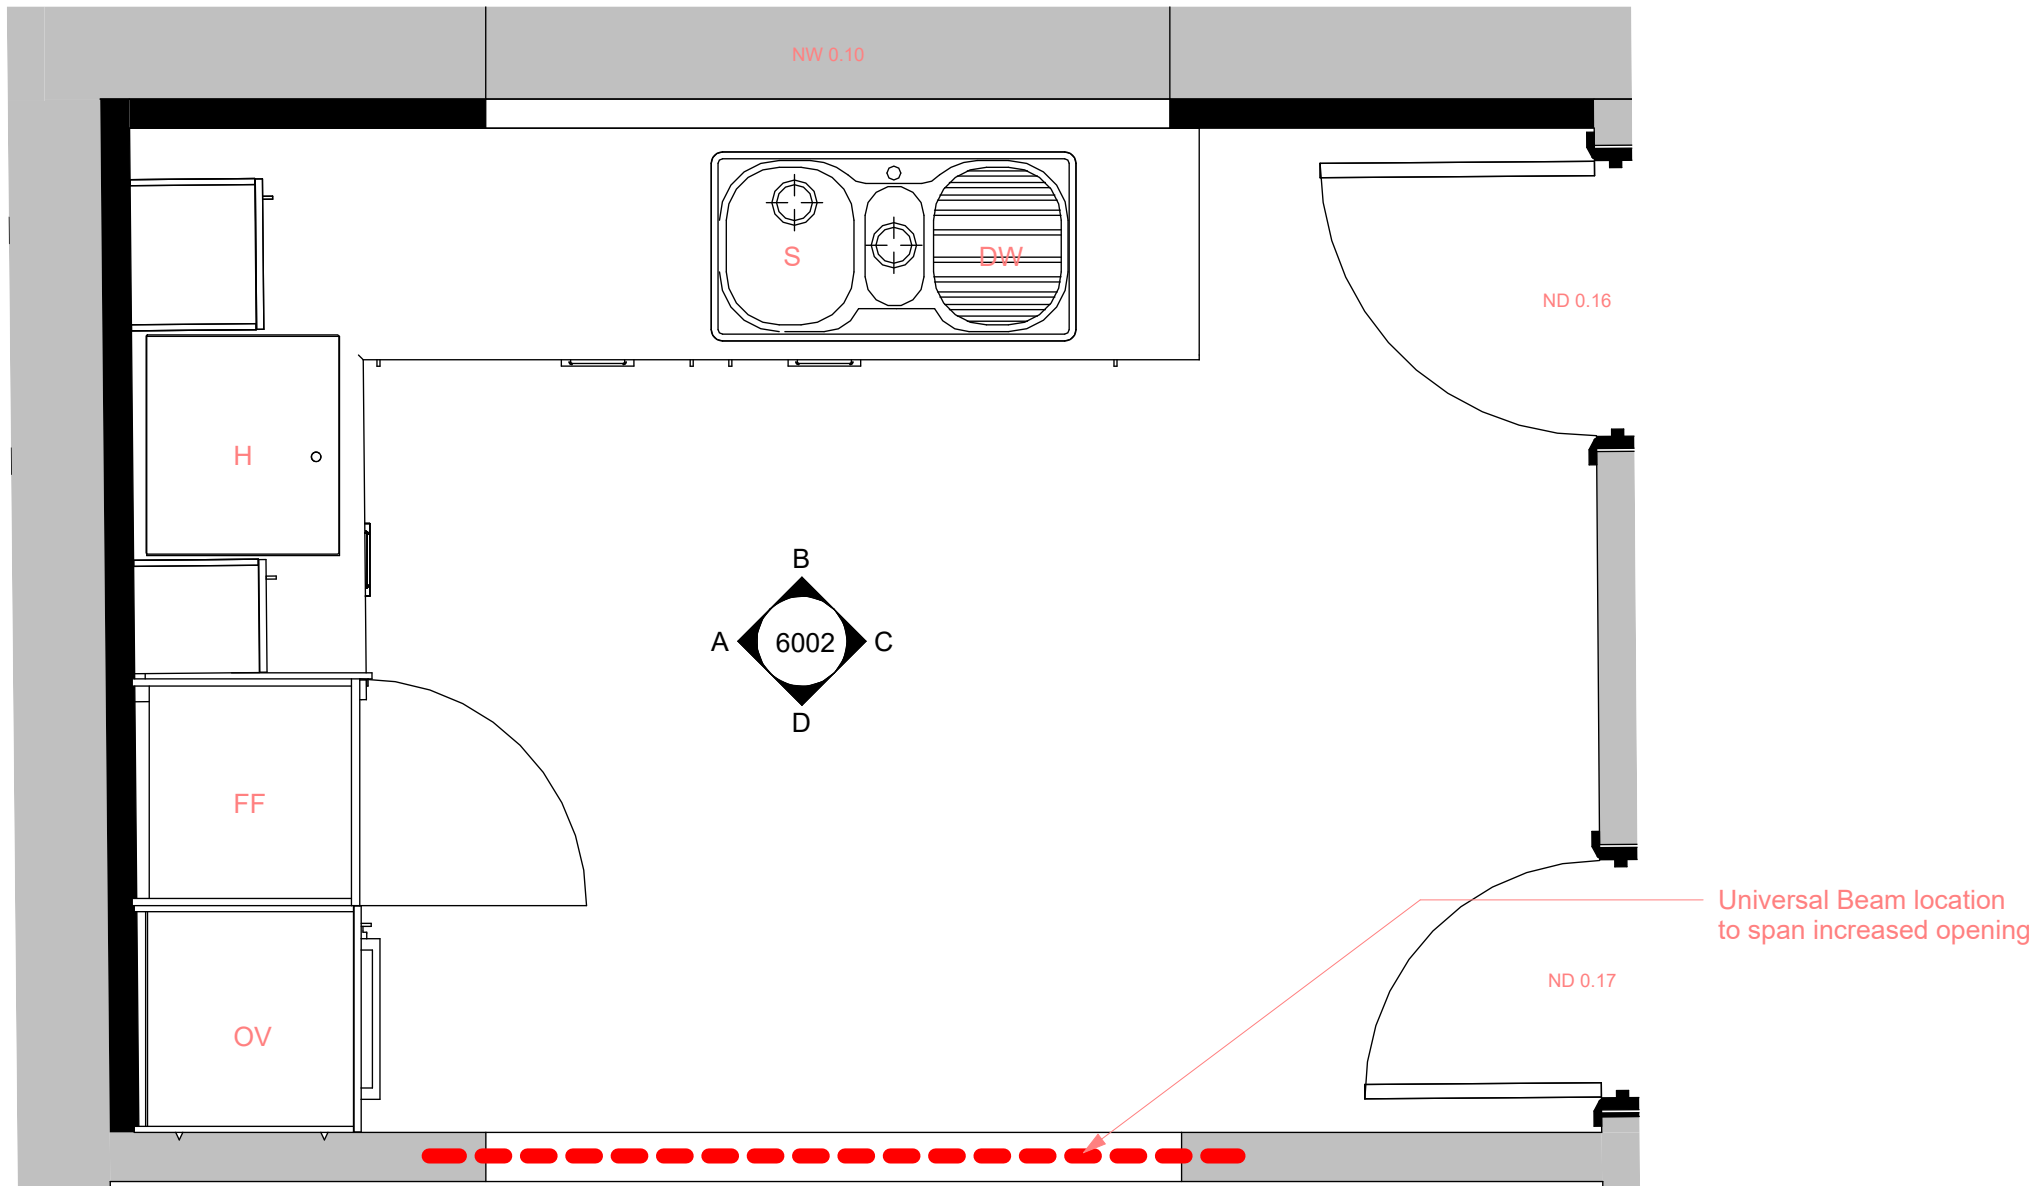 NW 0.10
S
DW
ND 0.16
H
B
A
6002
C
D
FF
Universal Beam location
to span increased opening
ND 0.17
OV